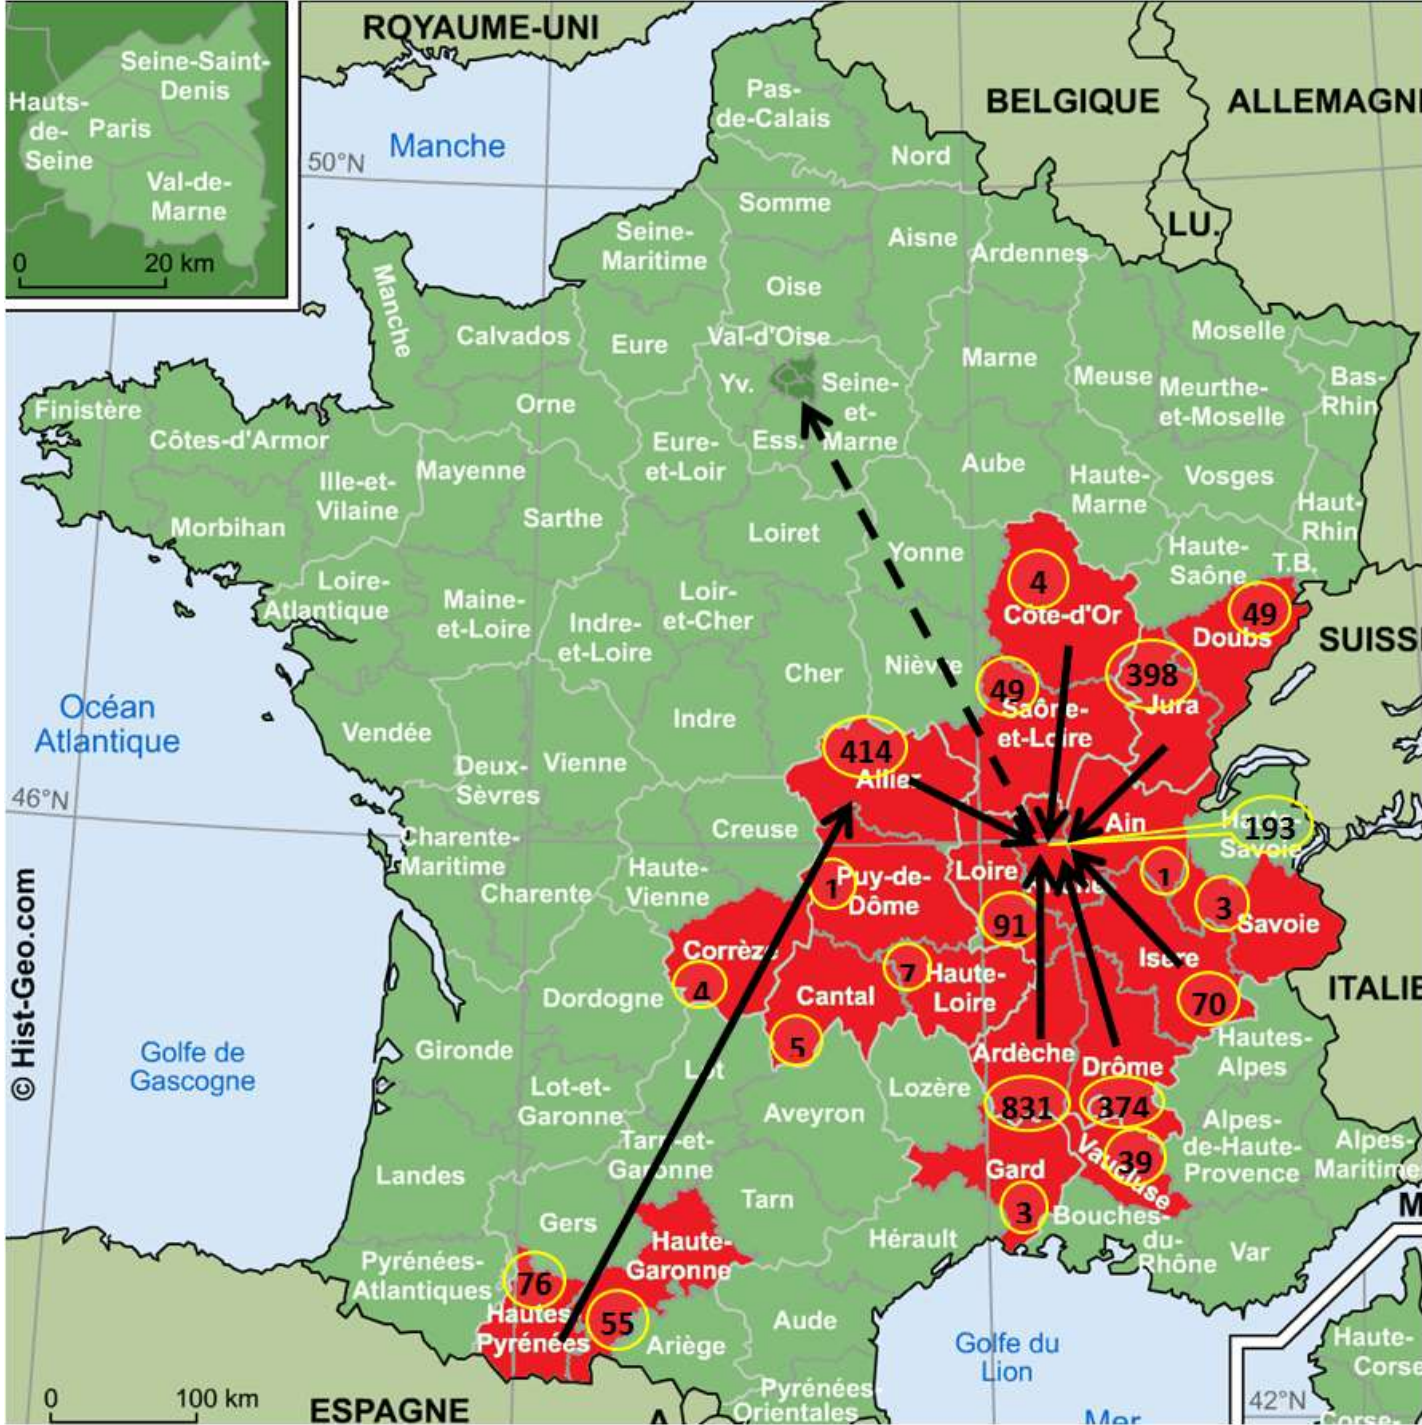 ROYAUME-UNI
Seine-Saint-
Denis
Hauts-
de-
Seine
Paris
Val-de-
Marne
0
20 km
50°N
Manche
Pas-
de-Calais
BELGIQUE
ALLEMAGN
Nord
LU.
Somme
Seine-
Maritime
Aisne
Ardennes
Oise
Manche
Calvados
Eure
Val-d'Oise
Moselle
Marne
Meuse
Meurthe-
et-Moselle
Bas-
Rhin
Yv.
Seine-
et-
Marne
Ess.
Finistère
Côtes-d'Armor
Orne
Eure-
et-Loir
Ille-et-
Vilaine
Mayenne
Aube
Haute-
Marne
Vosges
Haut-
Rhin
Morbihan
Sarthe
Loiret
Yonne
Haute-
Saône
T.B.
Loire-
Atlantique
Maine-
et-Loire
Loir-
et-Cher
Indre-
et-Loire
4
Côte-d'Or
49
Doubs
SUISS
Cher
Nièvre
49
Saône-
et-Loire
398
Jura
Océan
Atlantique
Vendée
Indre
Deux-
Sèvres
Vienne
414
Allier
46°N
Charente-
Maritime
Creuse
Ain
Haute-
Savoie
193
Haute-
Vienne
Charente
1
Puy-de-
Dôme
Loire
91
1
3
Savoie
Corrèze
4
7
Haute-
Loire
Isère
70
ITALIE
Dordogne
Cantal
5
Hautes-
Alpes
Golfe de
Gascogne
Gironde
Lot-et-
Garonne
Lot
Lozère
Ardèche
831
Drôme
374
Aveyron
Alpes-
de-Haute-
Provence
Alpes-
Maritime
Tarn-et-
Garonne
Landes
Gard
3
Vaucluse
39
Tarn
Gers
Hérault
Bouches-
du-
Rhône
Var
M
Pyrénées-
Atlantiques
Haute-
Garonne
76
Hautes
Pyrénées
55
Ariège
Aude
Golfe du
Lion
Haute-
Corse
Pyrénées-
Orientales
0
100 km
ESPAGNE
A
Mer
42°N
Corse-
© Hist-Geo.com